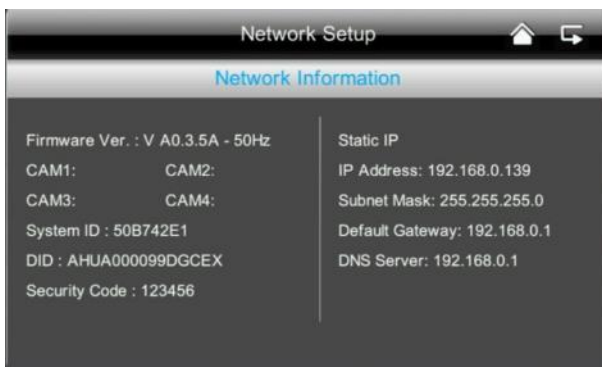 Network Setup
Network Information
Firmware Ver. : V A0.3.5A - 50Hz
CAM1: CAM2:
CAM3: CAM4:
System ID : 50B742E1
DID : AHUA000099DGCEX
Security Code : 123456
Static IP
IP Address: 192.168.0.139
Subnet Mask: 255.255.255.0
Default Gateway: 192.168.0.1
DNS Server: 192.168.0.1